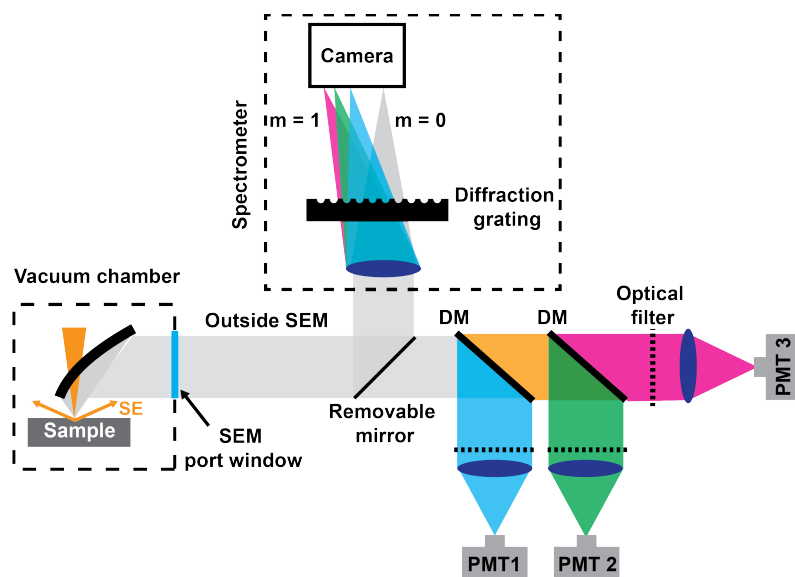 Camera
m = 1
m = 0
Spectrometer
Diffraction
grating
Vacuum chamber
Outside SEM
DM
DM
Optical
filter
PMT 3
SE
Sample
SEM
port window
Removable
mirror
PMT1
PMT 2